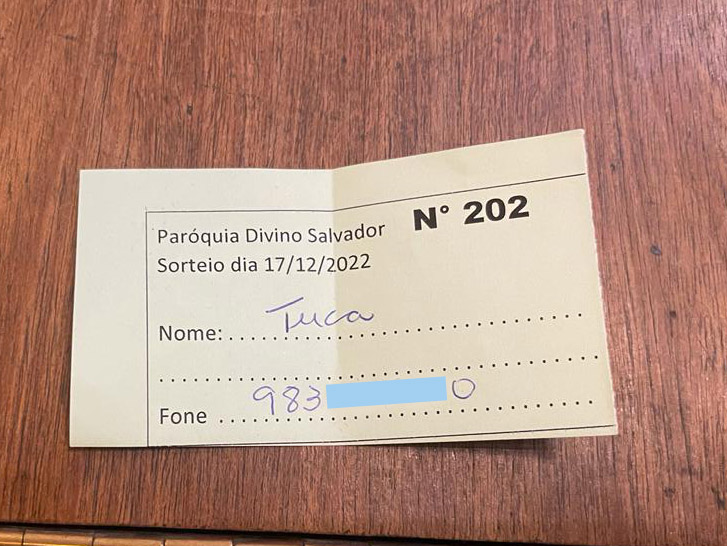 Paróquia Divino Salvador N° 202
Sorteio dia 17/12/2022
Nome: Tuca
Fone 983 0